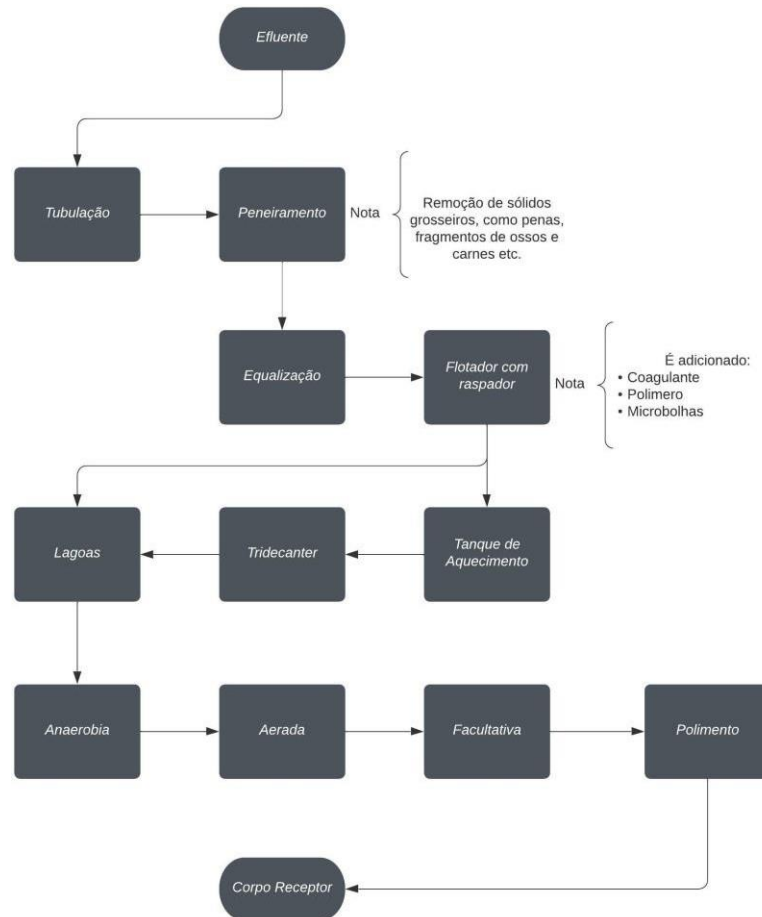 Efluente
Tubulação
Peneiramento
Nota
Remoção de sólidos
grosseiros, como penas,
fragmentos de ossos e
carnes etc.
Equalização
Flotador com
raspador
Nota
É adicionado:
• Coagulante
• Polimero
• Microbolhas
Lagoas
Tridecanter
Tanque de
Aquecimento
Anaerobia
Aerada
Facultativa
Polimento
Corpo Receptor